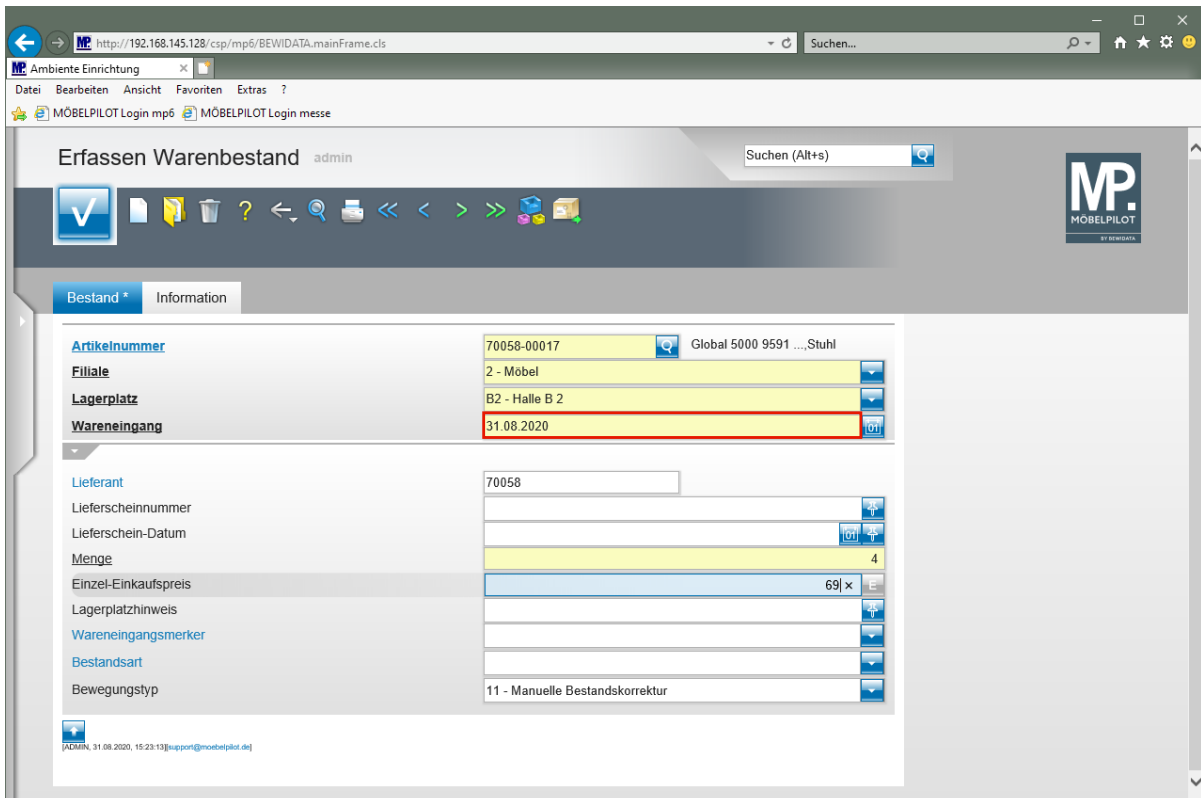 http://192.168.145.128/csp/mp6/BEWIDATA.mainFrame.cls
Suchen...
MP. Ambiente Einrichtung
Datei Bearbeiten Ansicht Favoriten Extras ?
MÖBELPILOT Login mp6 MÖBELPILOT Login messe
Erfassen Warenbestand admin
Suchen (Alt+s)
MP.
MÖBELPILOT
BY BEWIDATA
Bestand * Information
Artikelnummer 70058-00017 Global 5000 9591 ...,Stuhl
Filiale 2 - Möbel
Lagerplatz B2 - Halle B 2
Wareneingang 31.08.2020 01
Lieferant 70058
Lieferscheinnummer
Lieferschein-Datum 01
Menge 4
Einzel-Einkaufspreis 69 × E
Lagerplatzhinweis
Wareneingangsmerker
Bestandsart
Bewegungstyp 11 - Manuelle Bestandskorrektur
[ADMIN, 31.08.2020, 15:23:13][support@moebelpilot.de]